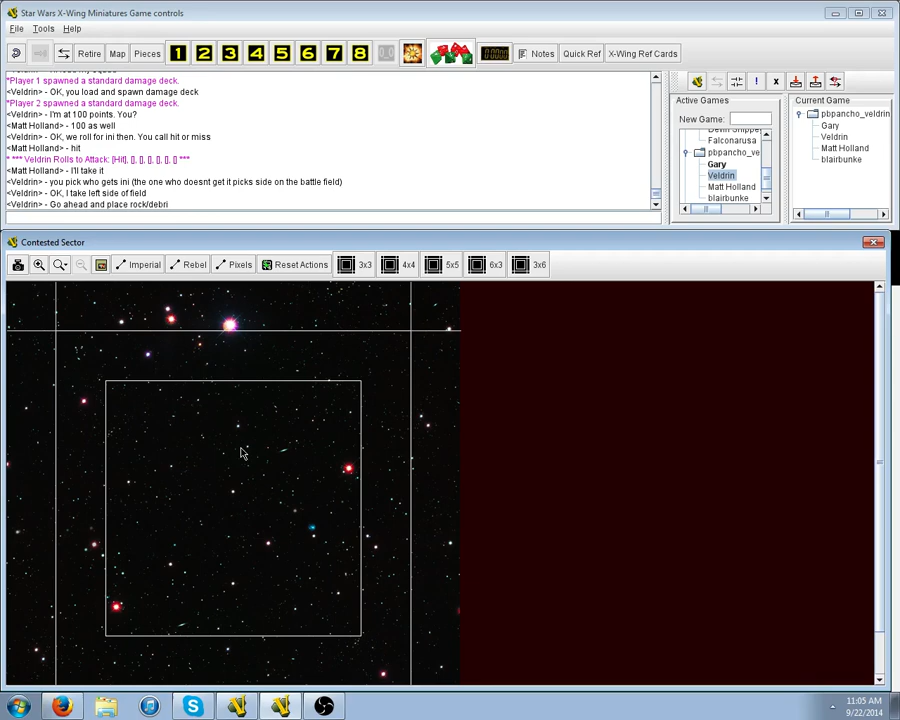 Star Wars X-Wing Miniatures Game controls
File Tools Help
Retire Map Pieces 1 2 3 4 5 6 7 8 Notes Quick Ref X-Wing Ref Cards
*Player 1 spawned a standard damage deck.
<Veldrin> - OK, you load and spawn damage deck
*Player 2 spawned a standard damage deck.
<Veldrin> - I'm at 100 points. You?
<Matt Holland> - 100 as well
<Veldrin> - OK, we roll for ini then. You call hit or miss
<Matt Holland> - hit
* *** Veldrin Rolls to Attack: [Hit], [], [], [], [], [] ***
<Matt Holland> - I'll take it
<Veldrin> - you pick who gets ini (the one who doesnt get it picks side on the battle field)
<Veldrin> - OK, I take left side of field
<Veldrin> - Go ahead and place rock/debri
Active Games
New Game:
Falconarusa
pbpancho_ve
Gary
Veldrin
Matt Holland
blairbunke
Current Game
pbpancho_veldrin
Gary
Veldrin
Matt Holland
blairbunke
Contested Sector
Imperial Rebel Pixels Reset Actions 3x3 4x4 5x5 6x3 3x6
11:05 AM
9/22/2014